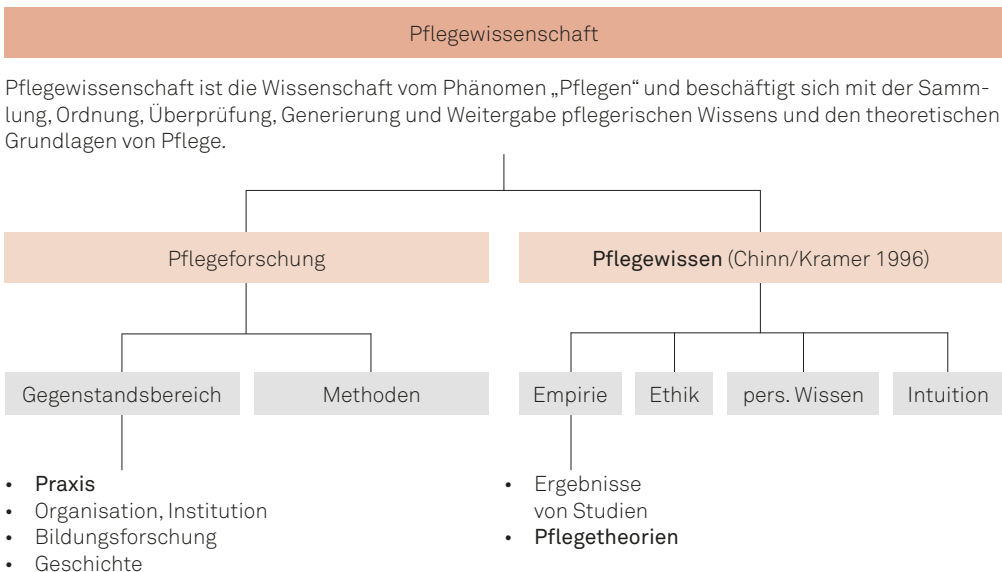 Pflegewissenschaft
Pflegewissenschaft ist die Wissenschaft vom Phänomen „Pflegen“ und beschäftigt sich mit der Samm-
lung, Ordnung, Überprüfung, Generierung und Weitergabe pflegerischen Wissens und den theoretischen
Grundlagen von Pflege.
Pflegeforschung
Pflegewissen (Chinn/Kramer 1996)
Gegenstandsbereich
Methoden
Empirie
Ethik
pers. Wissen
Intuition
• Praxis
• Organisation, Institution
• Bildungsforschung
• Geschichte
• Ergebnisse
von Studien
• Pflegetheorien